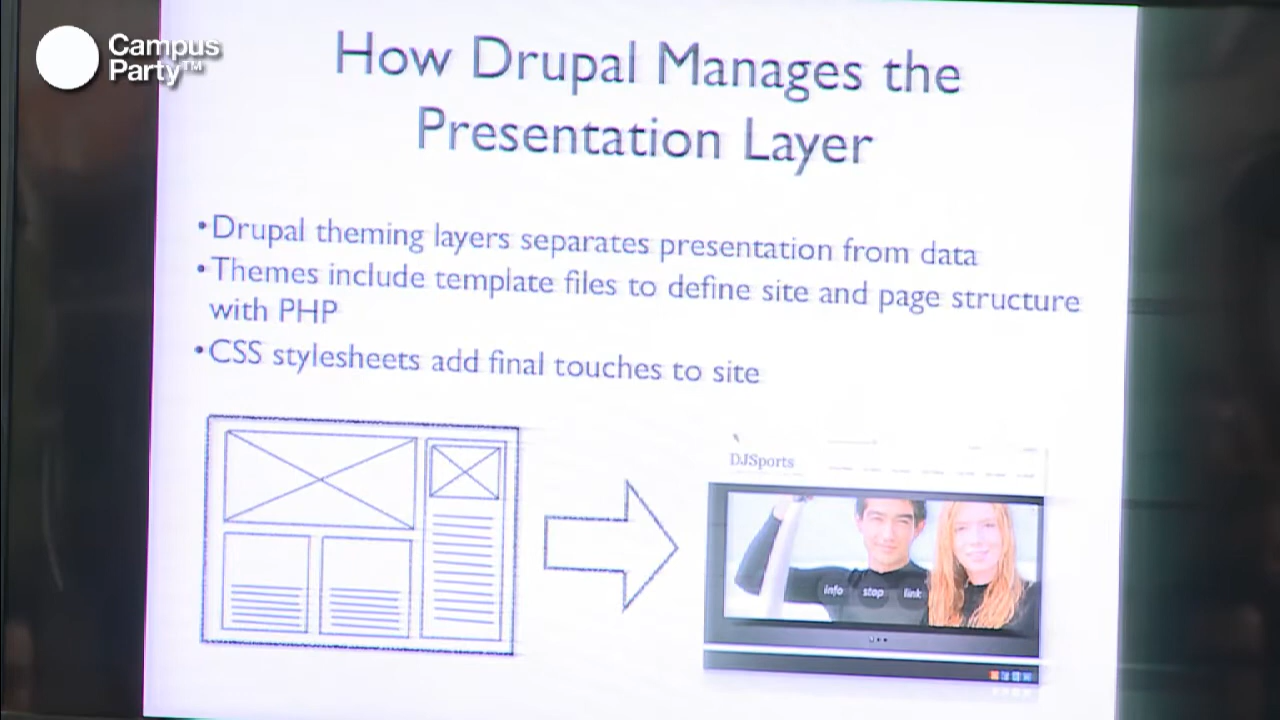 Campus
Party™
How Drupal Manages the
Presentation Layer
•Drupal theming layers separates presentation from data
•Themes include template files to define site and page structure
with PHP
•CSS stylesheets add final touches to site
DJSports
info stop link